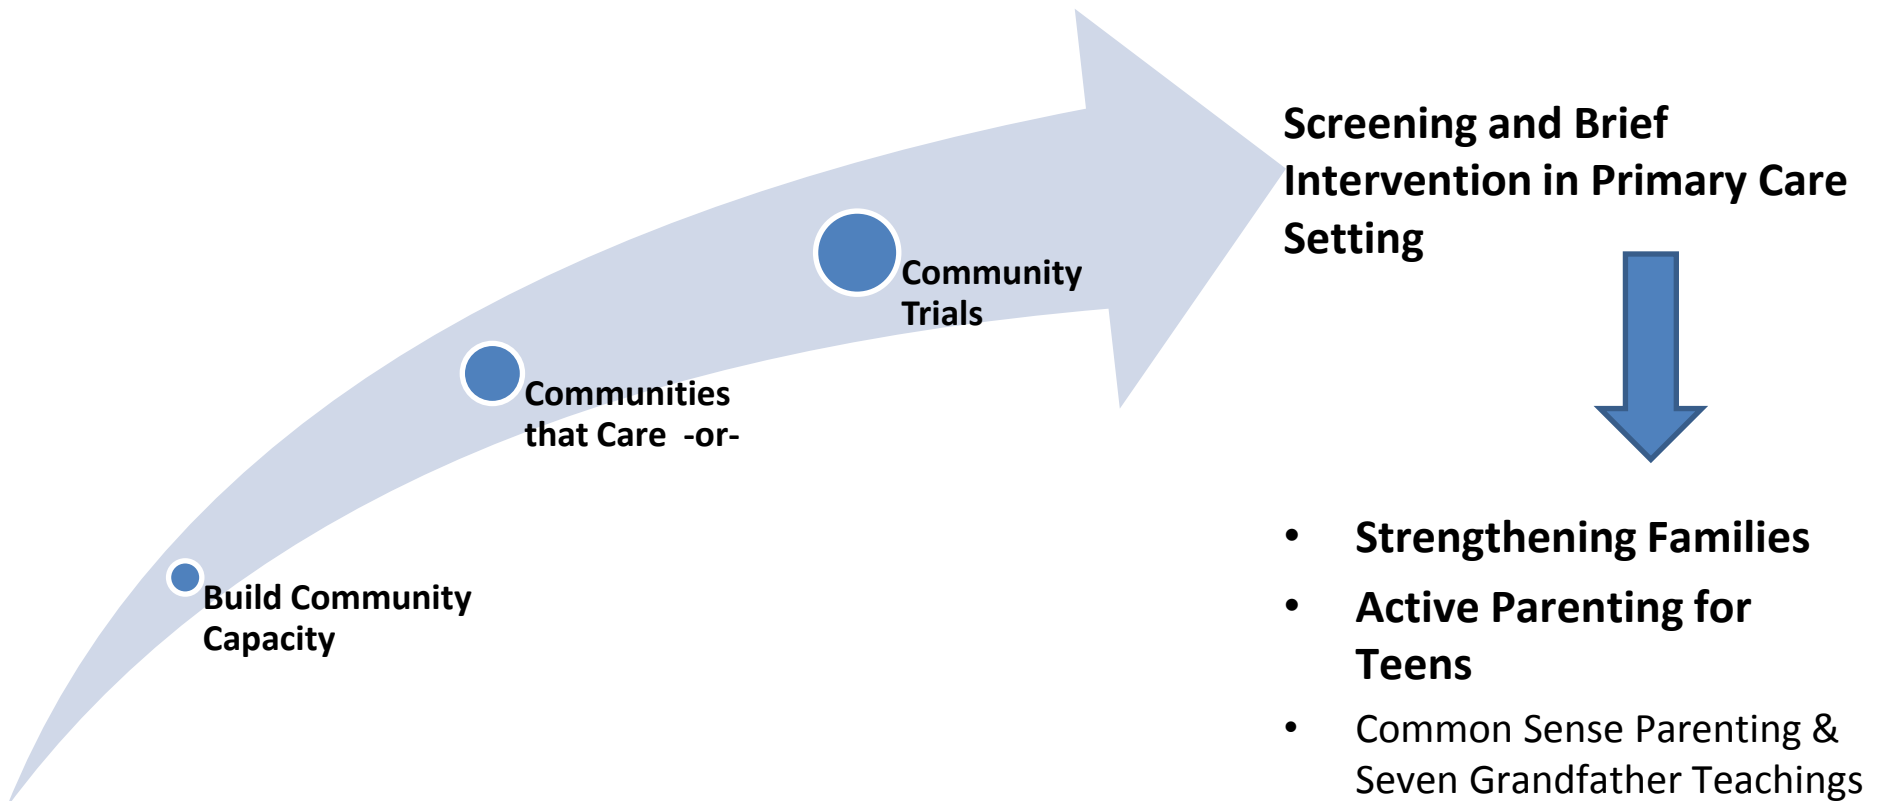 Build Community
Capacity
Communities
that Care -or-
Community
Trials
Screening and Brief
Intervention in Primary Care
Setting
• Strengthening Families
• Active Parenting for
Teens
• Common Sense Parenting &
Seven Grandfather Teachings